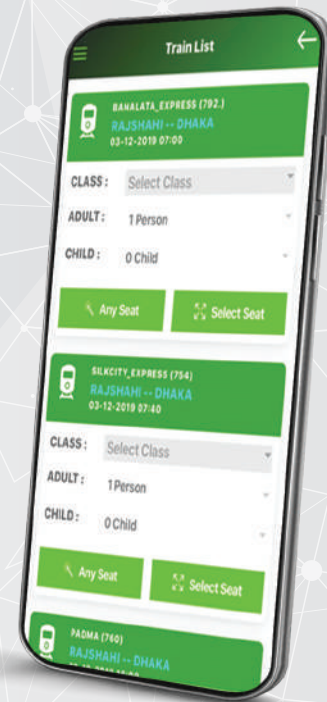 Train List
BANALATA_EXPRESS (792.)
RAJSHAHI -- DHAKA
03-12-2019 07:00
CLASS : Select Class
ADULT : 1 Person
CHILD : 0 Child
Any Seat Select Seat
SILKCITY_EXPRESS (754)
RAJSHAHI -- DHAKA
03-12-2019 07:40
CLASS : Select Class
ADULT : 1 Person
CHILD : 0 Child
Any Seat Select Seat
PADMA (760)
RAJSHAHI -- DHAKA